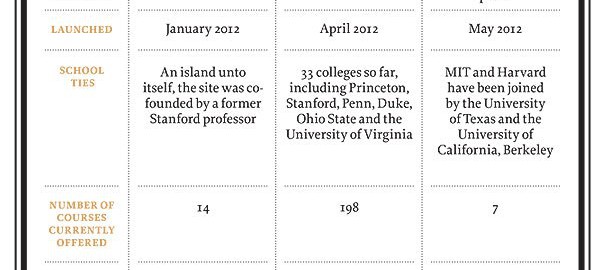 LAUNCHED
January 2012
April 2012
May 2012
SCHOOL
TIES
An island unto
itself, the site was co-
founded by a former
Stanford professor
33 colleges so far,
including Princeton,
Stanford, Penn, Duke,
Ohio State and the
University of Virginia
MIT and Harvard
have been joined
by the University
of Texas and the
University of
California, Berkeley
NUMBER OF
COURSES
CURRENTLY
OFFERED
14
198
7